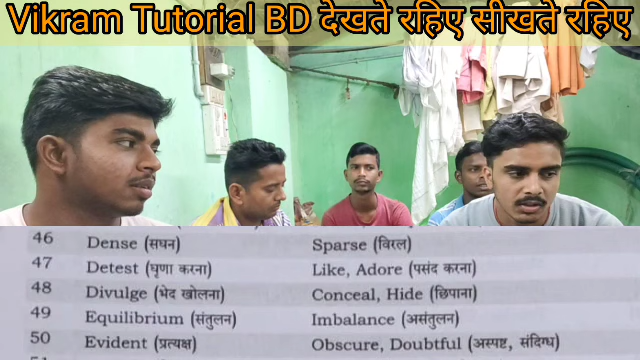 Vikram Tutorial BD देखते रहिए सीखते रहिए
46 Dense (सघन) Sparse (विरल)
47 Detest (घृणा करना) Like, Adore (पसंद करना)
48 Divulge (भेद खोलना) Conceal, Hide (छिपाना)
49 Equilibrium (संतुलन) Imbalance (असंतुलन)
50 Evident (प्रत्यक्ष) Obscure, Doubtful (अस्पष्ट, संदिग्ध)